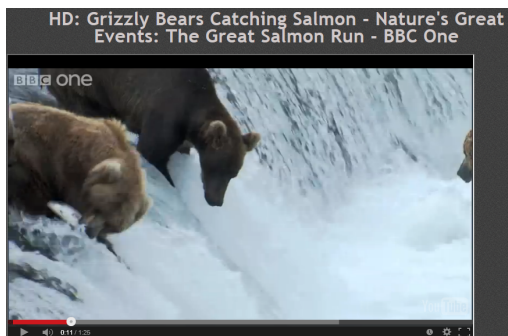 HD: Grizzly Bears Catching Salmon - Nature's Great
Events: The Great Salmon Run - BBC One
BBC one
YouTube
0:11 / 1:26